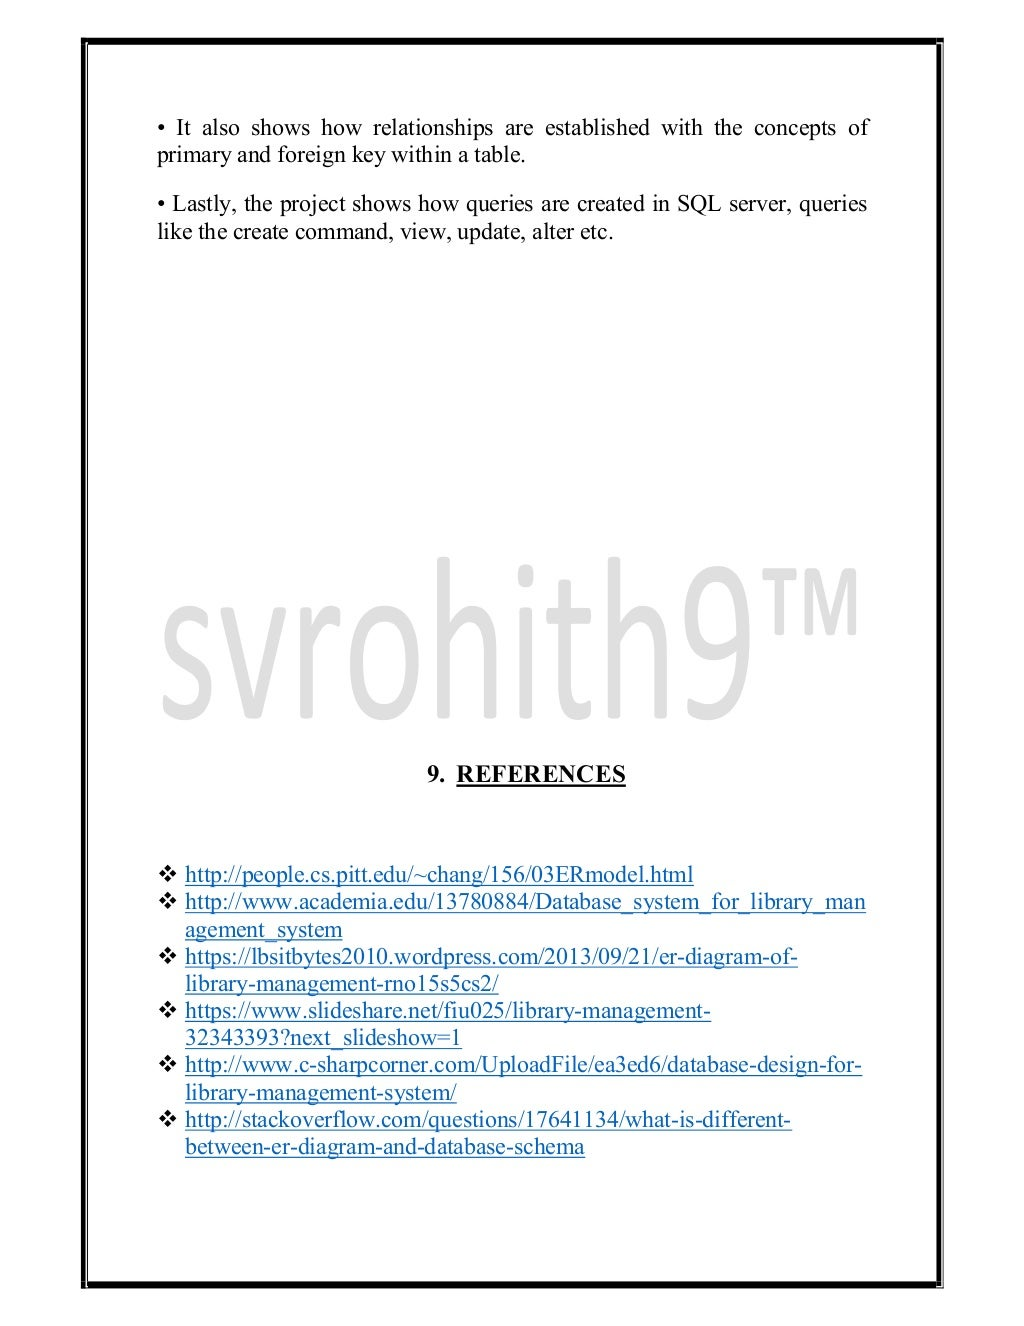 • It also shows how relationships are established with the concepts of
primary and foreign key within a table.
• Lastly, the project shows how queries are created in SQL server, queries
like the create command, view, update, alter etc.
svrohith9™
9. REFERENCES
❖ http://people.cs.pitt.edu/~chang/156/03ERmodel.html
❖ http://www.academia.edu/13780884/Database_system_for_library_man
agement_system
❖ https://lbsitbytes2010.wordpress.com/2013/09/21/er-diagram-of-
library-management-rno15s5cs2/
❖ https://www.slideshare.net/fiu025/library-management-
32343393?next_slideshow=1
❖ http://www.c-sharpcorner.com/UploadFile/ea3ed6/database-design-for-
library-management-system/
❖ http://stackoverflow.com/questions/17641134/what-is-different-
between-er-diagram-and-database-schema